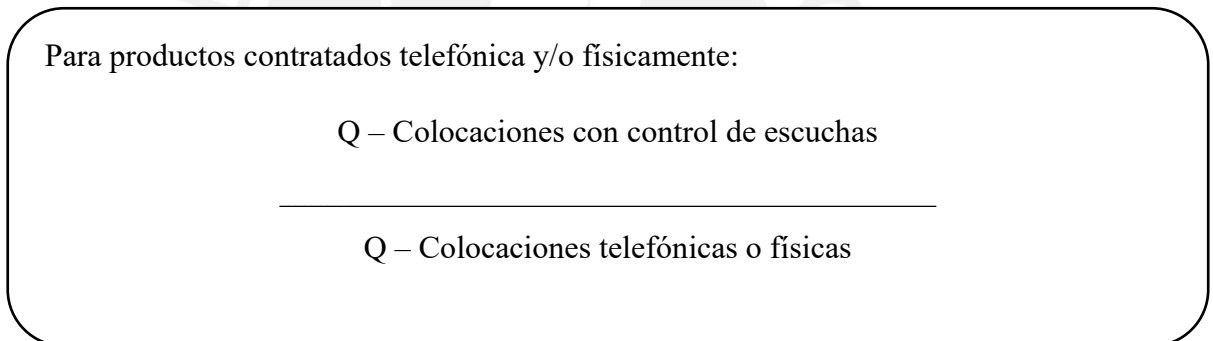 Para productos contratados telefónica y/o físicamente:
Q – Colocaciones con control de escuchas
Q – Colocaciones telefónicas o físicas